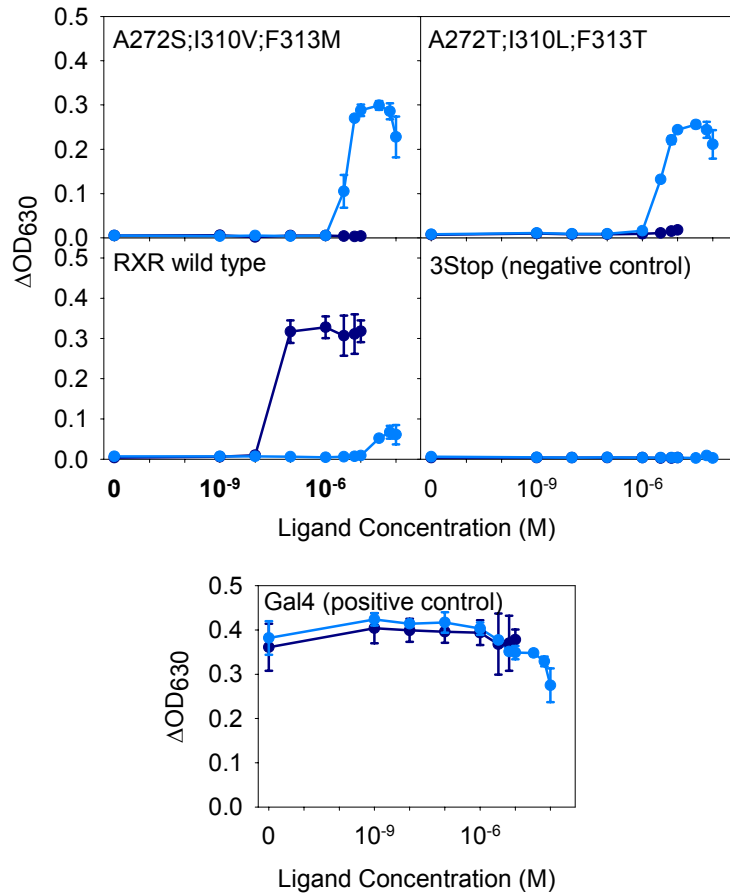 0.5
A272S;I310V;F313M
A272T;I310L;F313T
0.4
0.3
0.2
0.1
0.0
ΔOD630
RXR wild type
3Stop (negative control)
0.4
0.3
0.2
0.1
0.0
0
10-9
10-6
0
10-9
10-6
Ligand Concentration (M)
Ligand Concentration (M)
0.5
Gal4 (positive control)
0.4
0.3
0.2
0.1
0.0
ΔOD630
0
10-9
10-6
Ligand Concentration (M)